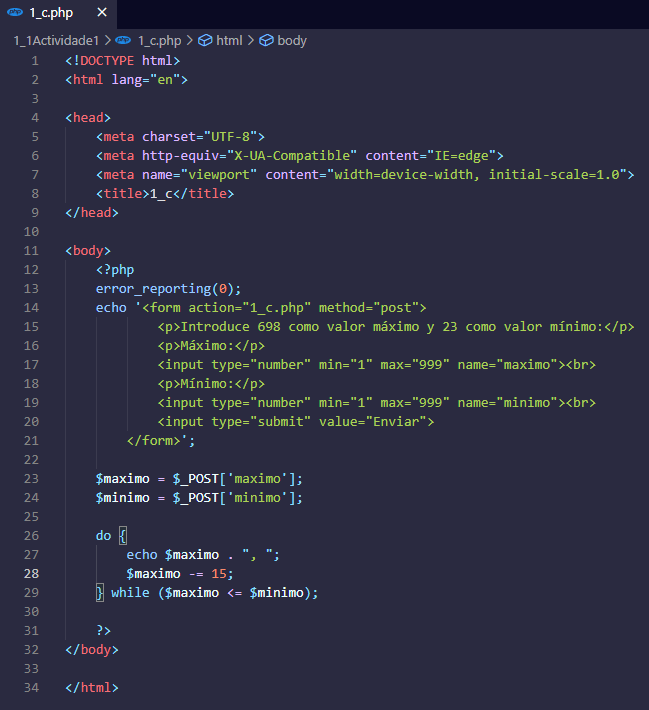 1_c.php
1_1Actividade1 > 1_c.php > html > body
1 <!DOCTYPE html>
2 <html lang="en">
3
4 <head>
5     <meta charset="UTF-8">
6     <meta http-equiv="X-UA-Compatible" content="IE=edge">
7     <meta name="viewport" content="width=device-width, initial-scale=1.0">
8     <title>1_c</title>
9 </head>
10
11 <body>
12     <?php
13     error_reporting(0);
14     echo '<form action="1_c.php" method="post">
15             <p>Introduce 698 como valor máximo y 23 como valor mínimo:</p>
16             <p>Máximo:</p>
17             <input type="number" min="1" max="999" name="maximo"><br>
18             <p>Mínimo:</p>
19             <input type="number" min="1" max="999" name="minimo"><br>
20             <input type="submit" value="Enviar">
21         </form>';
22
23     $maximo = $_POST['maximo'];
24     $minimo = $_POST['minimo'];
25
26     do {
27         echo $maximo . ", ";
28         $maximo -= 15;
29     } while ($maximo <= $minimo);
30
31     ?>
32 </body>
33
34 </html>